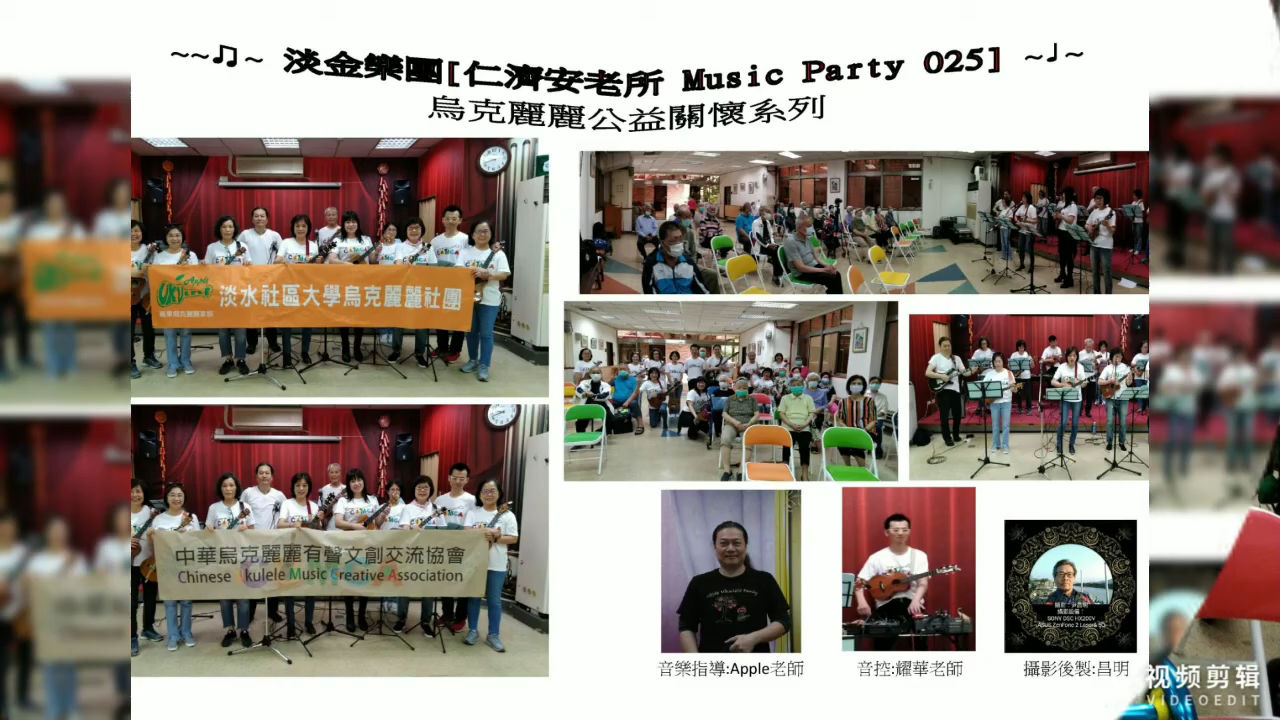 ~~♫~ 淡金樂團[仁濟安老所 Music Party 025] ~♩~
烏克麗麗公益關懷系列
Apple
淡水社區大學烏克麗麗社團
中華烏克麗麗有聲文創交流協會
Chinese Ukulele Music Creative Association
音樂指導:Apple老師
音控:耀華老師
SONY DSC HX200V
攝影後製:昌明
视频剪辑
VIDEOEDIT